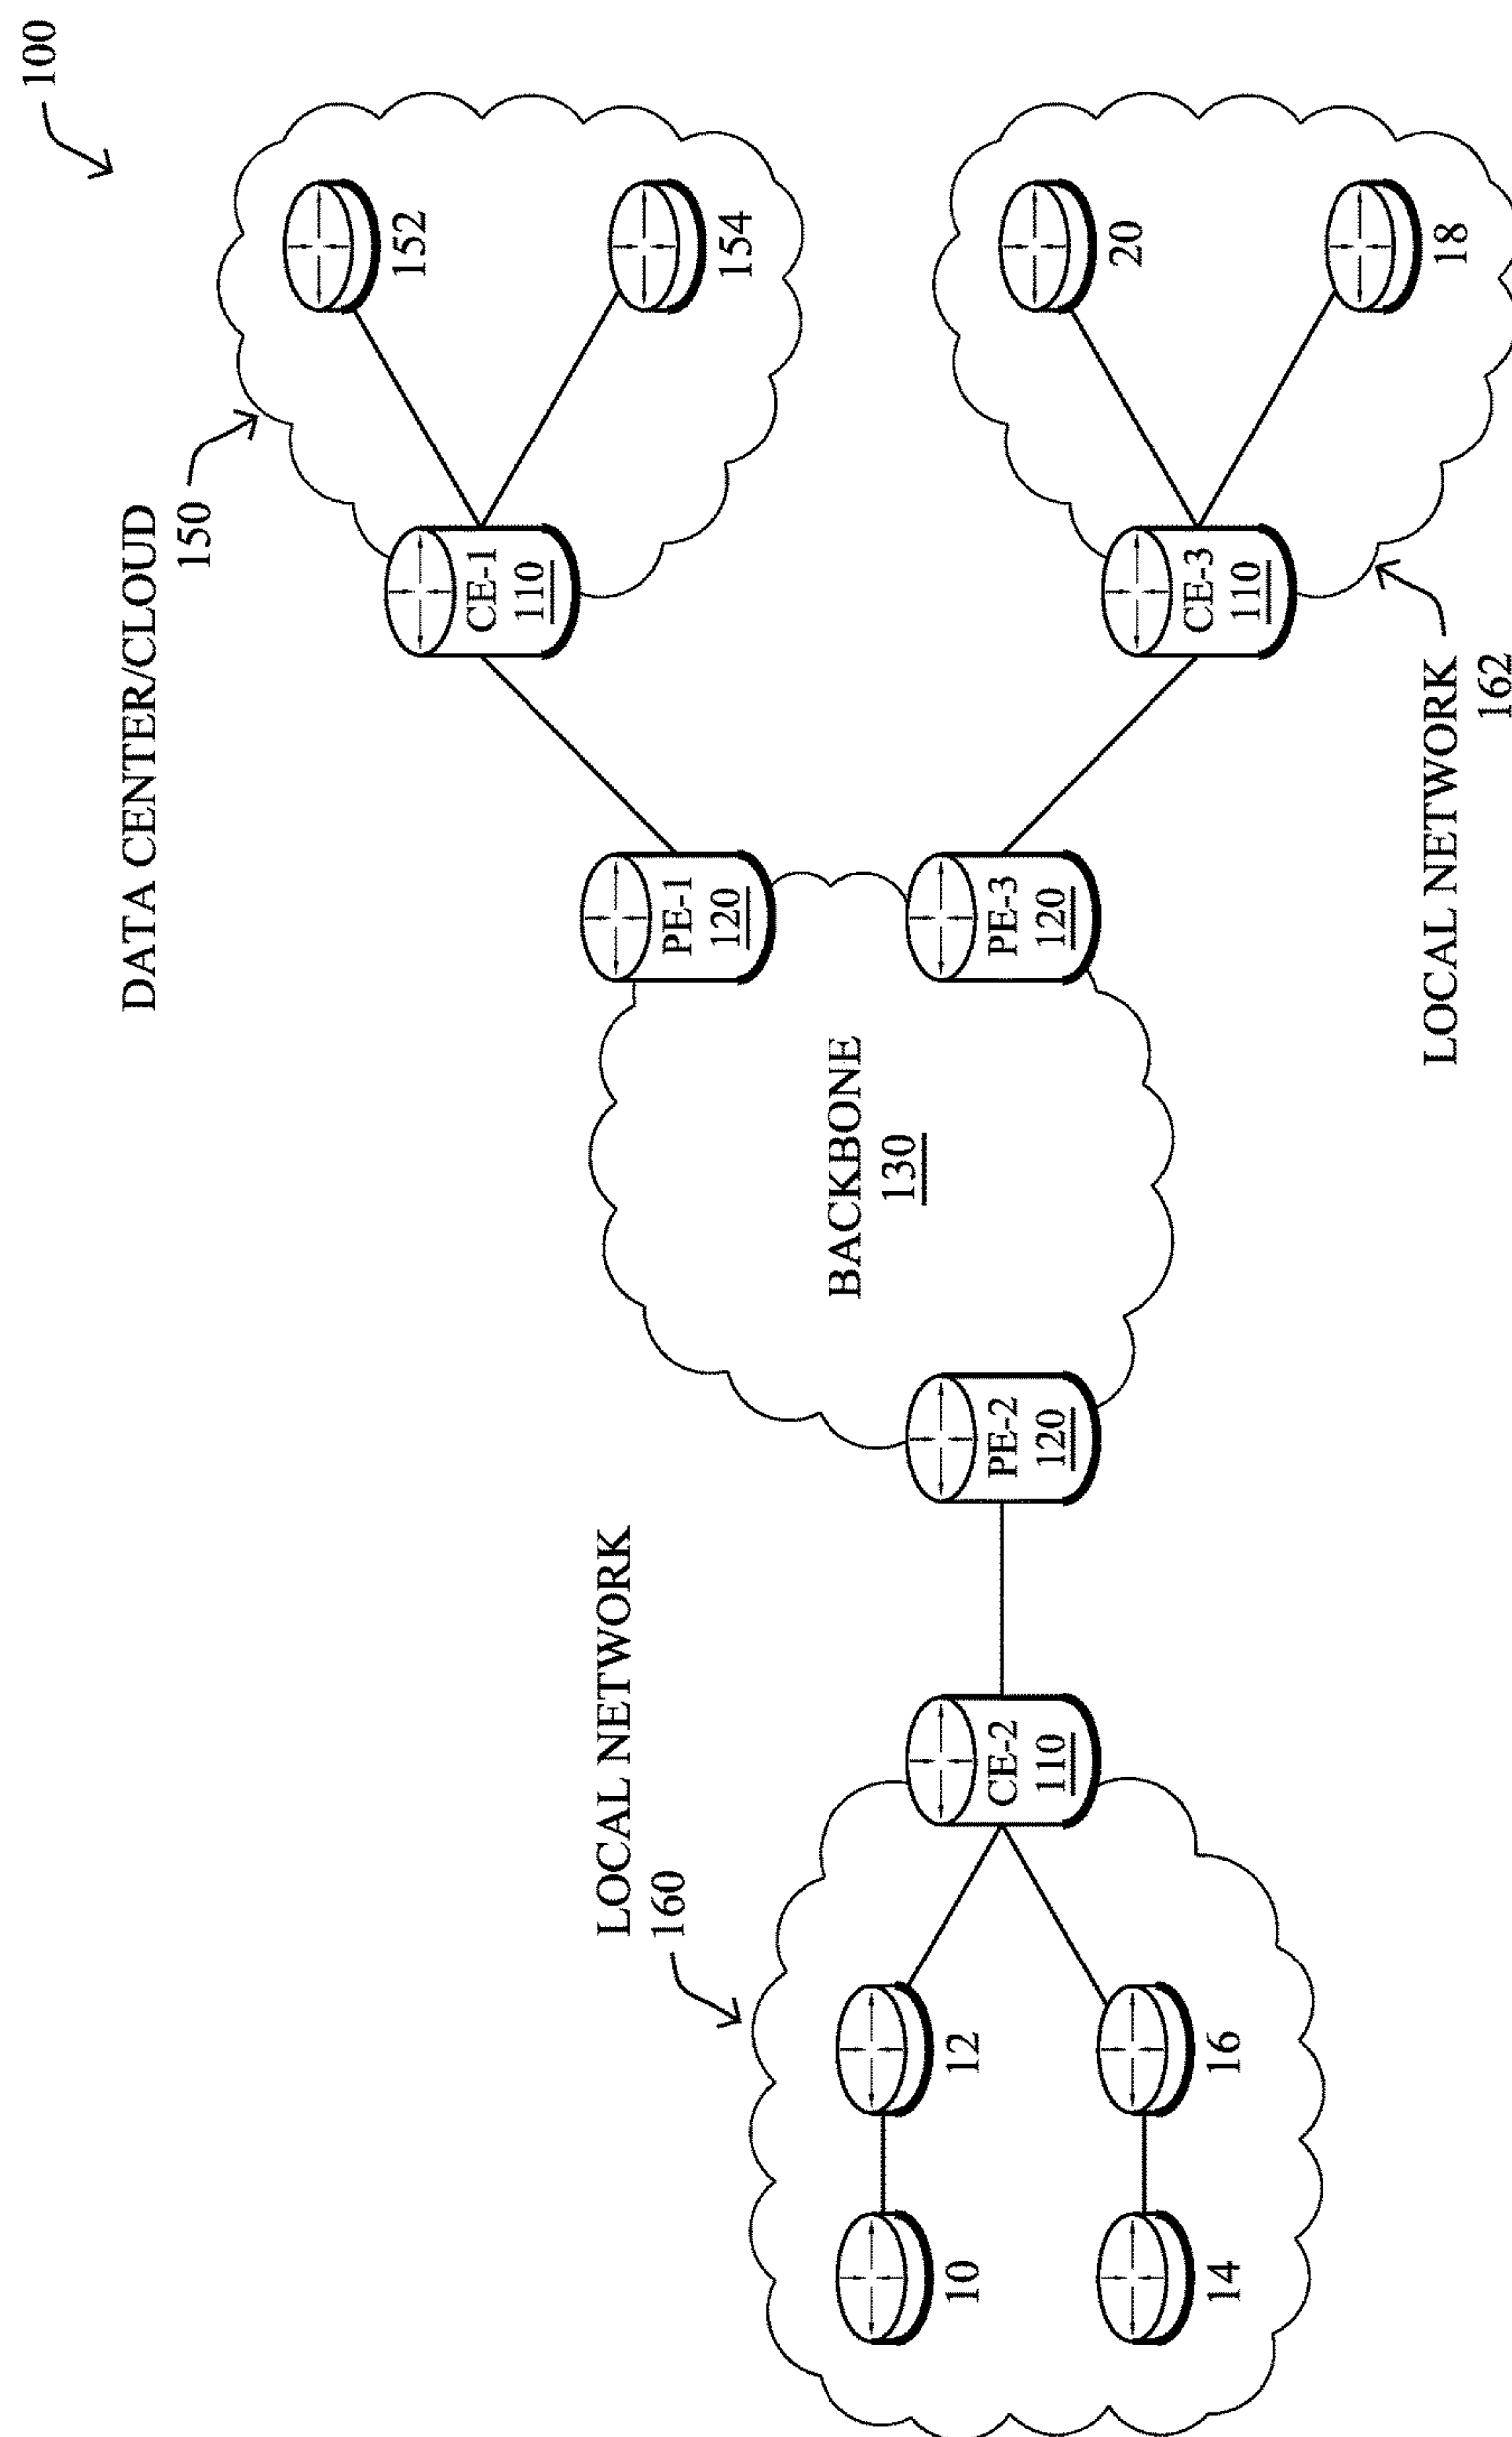 100
DATA CENTER/CLOUD
150
152
CE-1
110
LOCAL NETWORK
160
PE-1
120
154
BACKBONE
130
10
12
CE-2
110
PE-2
120
PE-3
120
20
CE-3
110
14
16
LOCAL NETWORK
162
18